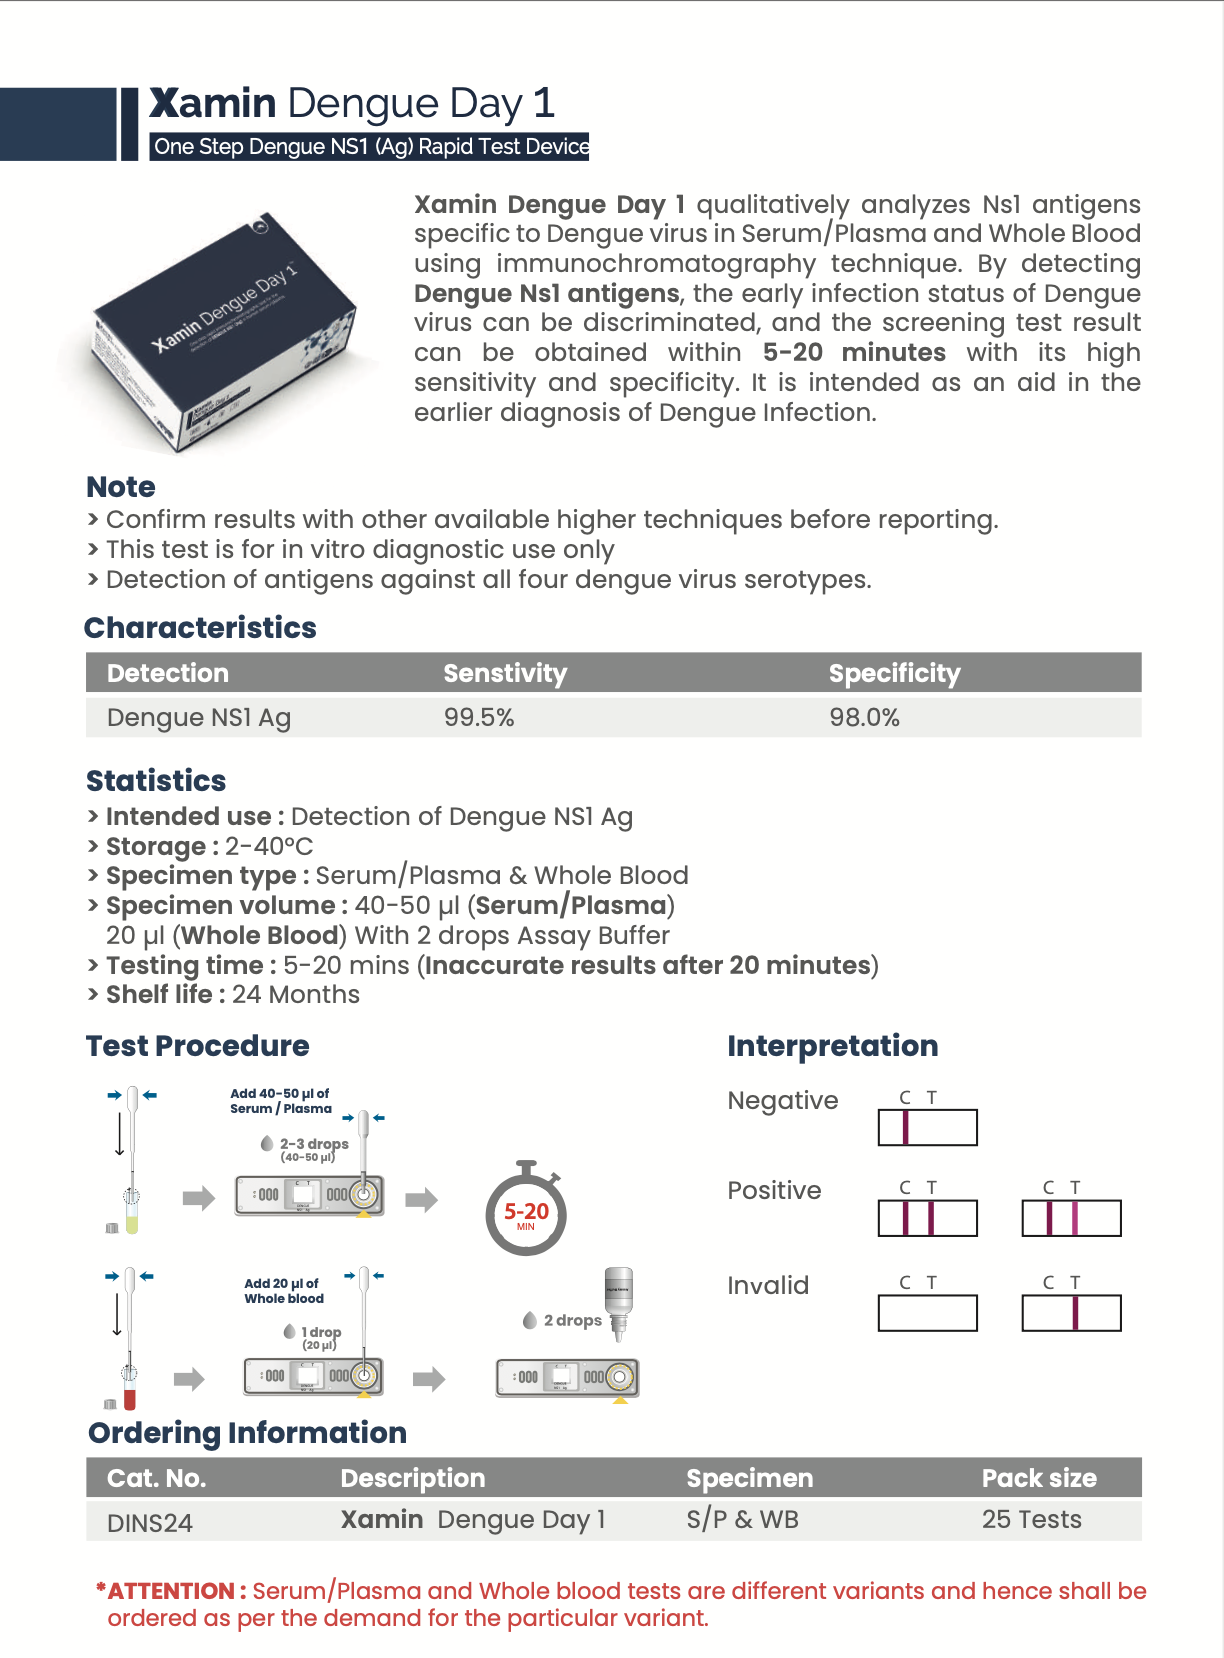 Xamin Dengue Day 1
One Step Dengue NS1 (Ag) Rapid Test Device
Xamin Dengue Day 1
Xamin Dengue Day 1 qualitatively analyzes Ns1 antigens
specific to Dengue virus in Serum/Plasma and Whole Blood
using immunochromatography technique. By detecting
Dengue Ns1 antigens, the early infection status of Dengue
virus can be discriminated, and the screening test result
can be obtained within 5-20 minutes with its high
sensitivity and specificity. It is intended as an aid in the
earlier diagnosis of Dengue Infection.
Note
> Confirm results with other available higher techniques before reporting.
> This test is for in vitro diagnostic use only
> Detection of antigens against all four dengue virus serotypes.
Characteristics
Detection Senstivity Specificity
Dengue NS1 Ag 99.5% 98.0%
Statistics
> Intended use : Detection of Dengue NS1 Ag
> Storage : 2-40°C
> Specimen type : Serum/Plasma & Whole Blood
> Specimen volume : 40-50 µl (Serum/Plasma)
20 µl (Whole Blood) With 2 drops Assay Buffer
> Testing time : 5-20 mins (Inaccurate results after 20 minutes)
> Shelf life : 24 Months
Test Procedure
Add 40-50 µl of
Serum / Plasma
2-3 drops
(40-50 µl)
C T
000 000
5-20
MIN
Add 20 µl of
Whole blood
1 drop
(20 µl)
000 000
2 drops
000 000
Interpretation
Negative
C T
Positive
C T C T
Invalid
C T C T
Ordering Information
Cat. No. Description Specimen Pack size
DINS24 Xamin Dengue Day 1 S/P & WB 25 Tests
*ATTENTION : Serum/Plasma and Whole blood tests are different variants and hence shall be
ordered as per the demand for the particular variant.